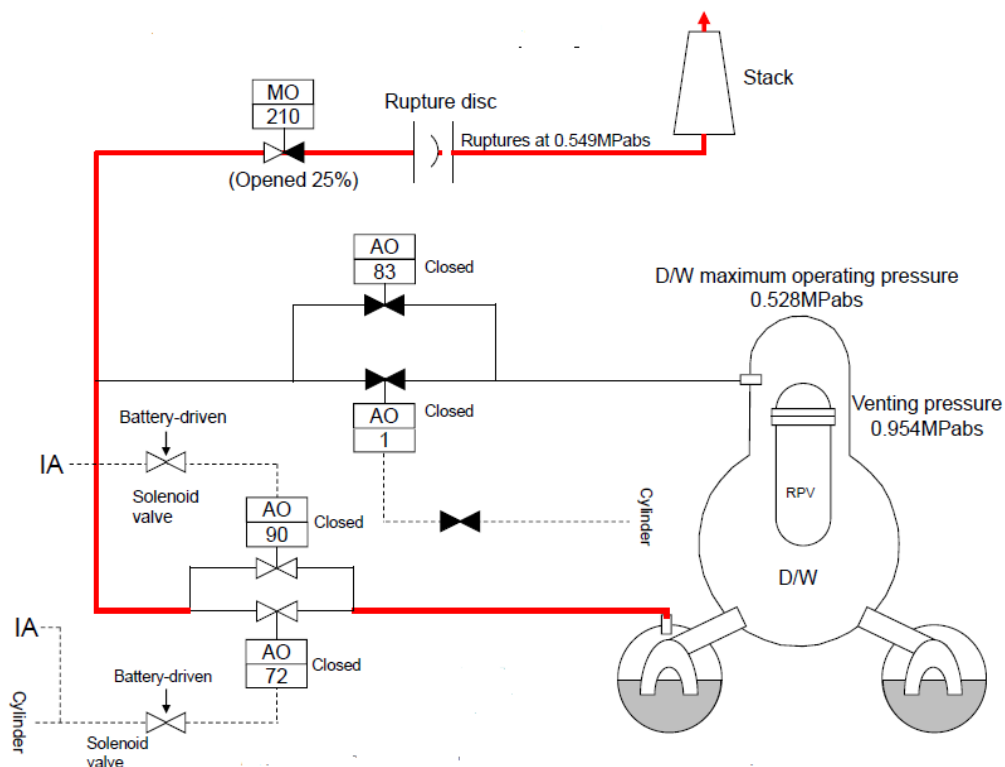 Stack
MO
210
(Opened 25%)
Rupture disc
Ruptures at 0.549MPabs
AO
83
Closed
D/W maximum operating pressure
0.528MPabs
AO
1
Closed
Venting pressure
0.954MPabs
Battery-driven
IA
Solenoid
valve
AO
90
Closed
Cylinder
RPV
D/W
IA
AO
72
Closed
Battery-driven
Cylinder
Solenoid
valve